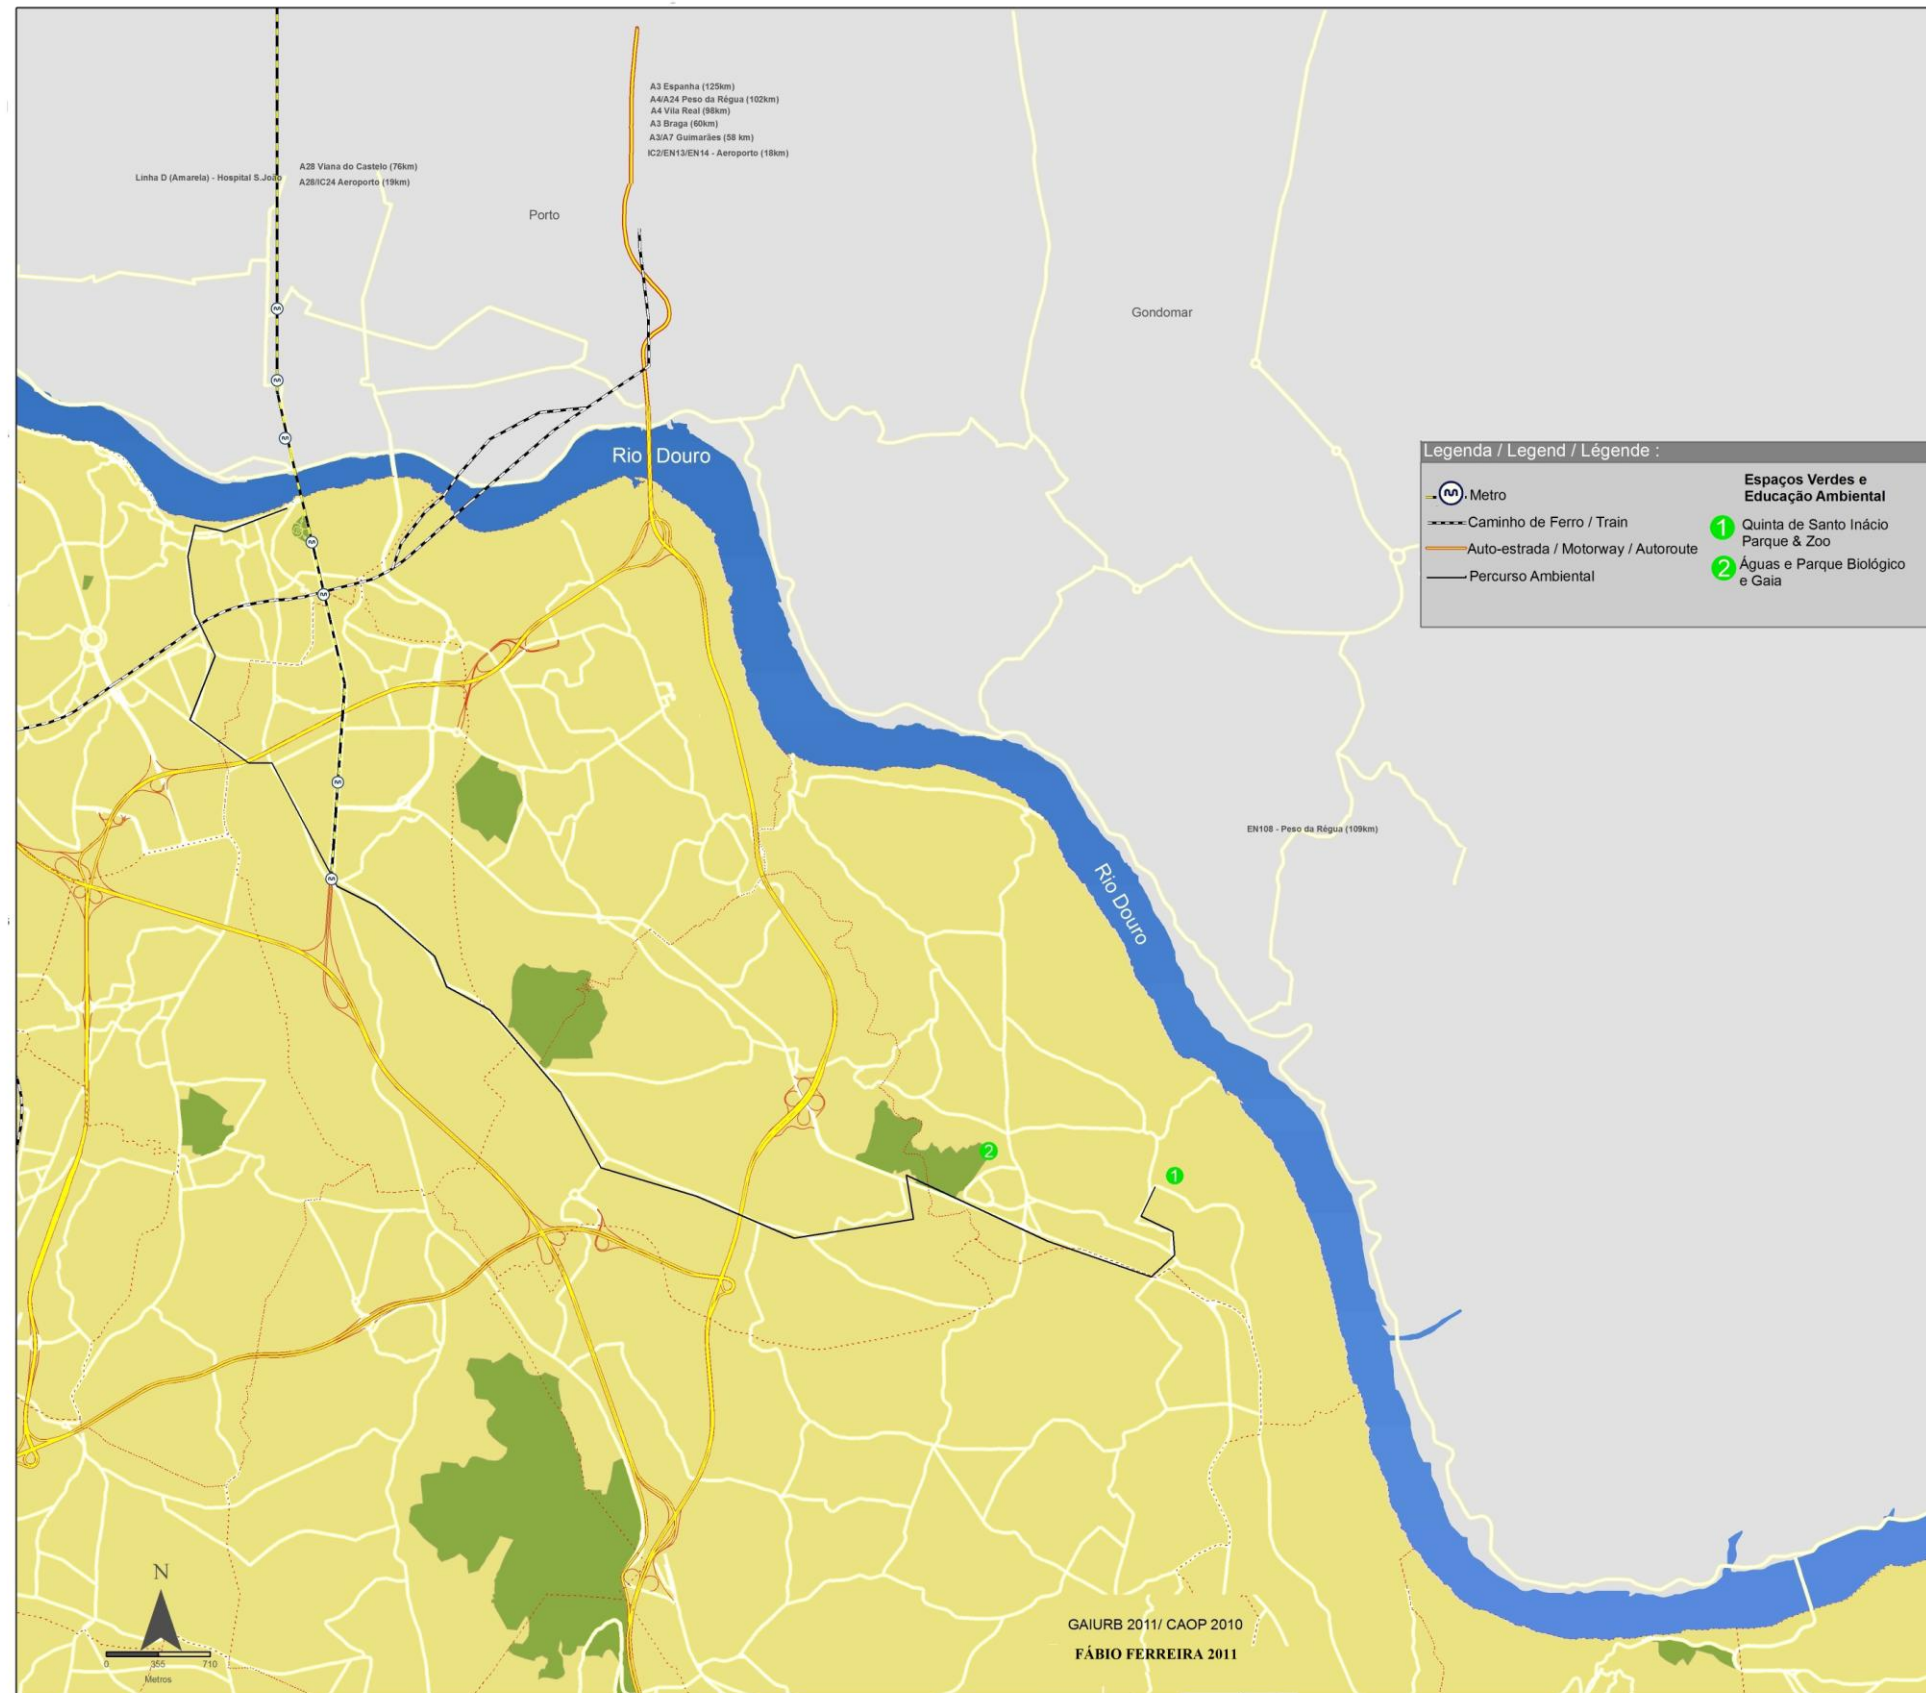 A3 Espanha (125km)
A4/A24 Peso da Régua (102km)
A4 Vila Real (98km)
A3 Braga (60km)
A3/A7 Guimarães (58 km)
IC2/EN13/EN14 - Aeroporto (18km)
A28 Viana do Castelo (76km)
A28/IC24 Aeroporto (19km)
Linha D (Amarela) - Hospital S.João
Porto
Gondomar
Rio Douro
Legenda / Legend / Légende :
Metro
Caminho de Ferro / Train
Auto-estrada / Motorway / Autoroute
Percurso Ambiental
Espaços Verdes e
Educação Ambiental
1 Quinta de Santo Inácio
Parque & Zoo
2 Águas e Parque Biológico
e Gaia
EN108 - Peso da Régua (109km)
Rio Douro
2
1
N
0 355 710
Metros
GAIURB 2011/ CAOP 2010
FÁBIO FERREIRA 2011